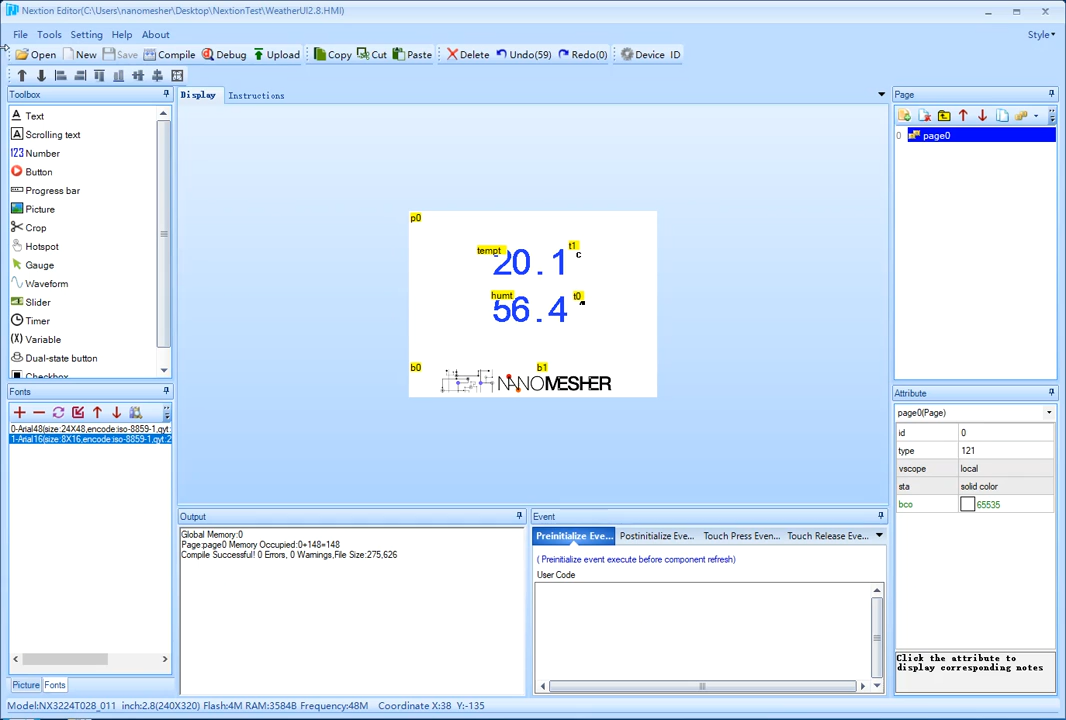 Nextion Editor(C:\Users\nanomesher\Desktop\NextionTest\WeatherUI2.8.HMI)
File Tools Setting Help About Style
Open New Save Compile Debug Upload Copy Cut Paste Delete Undo(59) Redo(0) Device ID
Toolbox
Text
Scrolling text
Number
Button
Progress bar
Picture
Crop
Hotspot
Gauge
Waveform
Slider
Timer
Variable
Dual-state button
Checkbox
Fonts
0-Arial48(size:24X48,encode:iso-8859-1,qyt:
1-Arial16(size:8X16,encode:iso-8859-1,qyt:2
Picture Fonts
Display Instructions
p0
tempt 20.1 t1 C
humt 56.4 t0
b0 b1
NANOMESHER
Output
Global Memory:0
Page:page0 Memory Occupied:0+148=148
Compile Successful! 0 Errors, 0 Warnings,File Size:275,626
Event
Preinitialize Eve... Postinitialize Eve... Touch Press Even... Touch Release Eve...
( Preinitialize event execute before component refresh)
User Code
Page
0 page0
Attribute
page0(Page)
id 0
type 121
vscope local
sta solid color
bco 65535
Click the attribute to
display corresponding notes
Model:NX3224T028_011 inch:2.8(240X320) Flash:4M RAM:3584B Frequency:48M Coordinate X:38 Y:-135